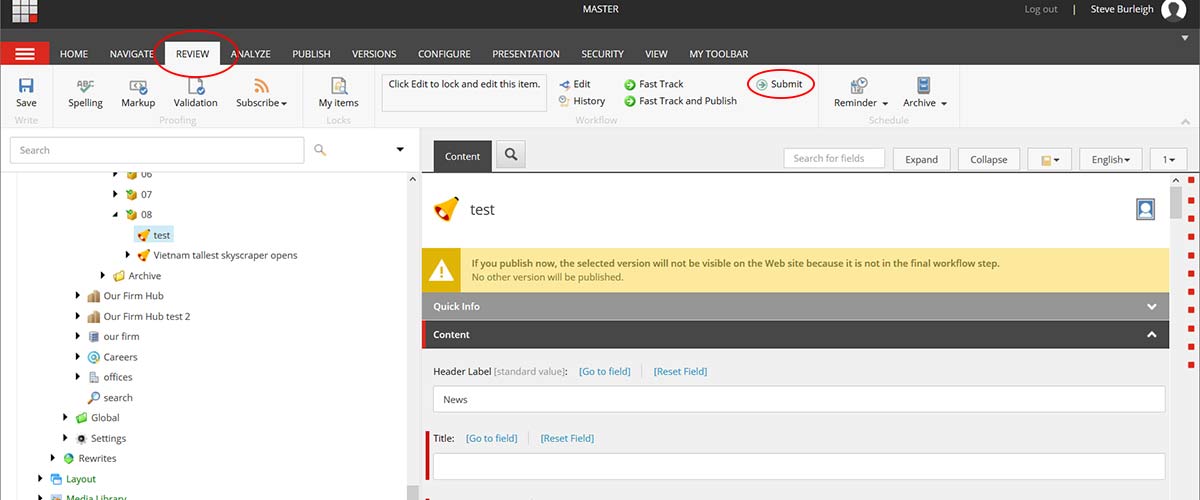 MASTER
Log out | Steve Burleigh
HOME NAVIGATE REVIEW ANALYZE PUBLISH VERSIONS CONFIGURE PRESENTATION SECURITY VIEW MY TOOLBAR
Click Edit to lock and edit this item. Edit Fast Track Submit
History Fast Track and Publish
Save Spelling Markup Validation Subscribe My items Reminder Archive
Write Proofing Locks Workflow Schedule
Search
Content Search for fields Expand Collapse English 1
06
07
08
test
Vietnam tallest skyscraper opens
Archive
Our Firm Hub
Our Firm Hub test 2
our firm
Careers
offices
search
Global
Settings
Rewrites
Layout
Media Library
test
If you publish now, the selected version will not be visible on the Web site because it is not in the final workflow step.
No other version will be published.
Quick Info
Content
Header Label [standard value]: [Go to field] [Reset Field]
News
Title: [Go to field] [Reset Field]